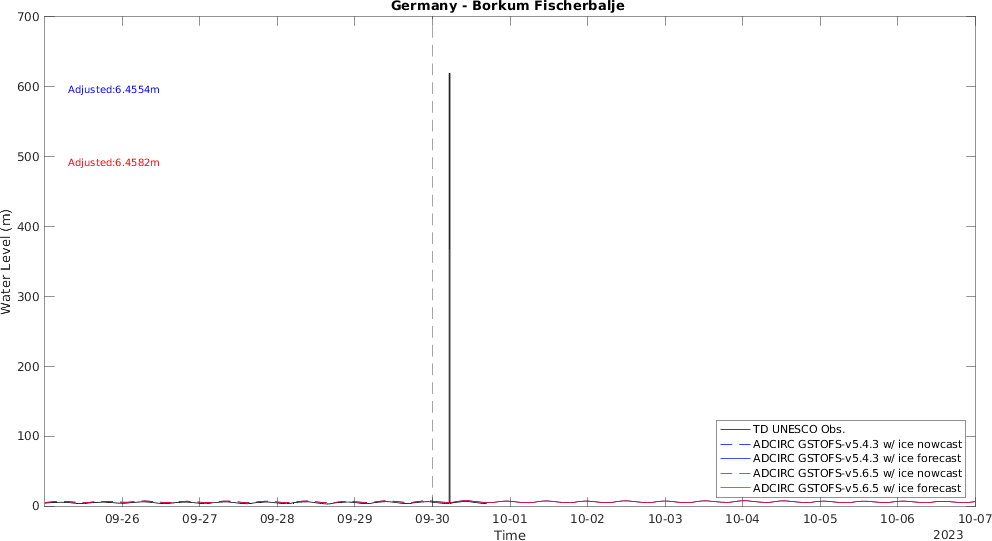 Germany - Borkum Fischerbalje
700
600
500
400
300
200
100
0
Water Level (m)
Adjusted:6.4554m
Adjusted:6.4582m
TD UNESCO Obs.
ADCIRC GSTOFS-v5.4.3 w/ ice nowcast
ADCIRC GSTOFS-v5.4.3 w/ ice forecast
ADCIRC GSTOFS-v5.6.5 w/ ice nowcast
ADCIRC GSTOFS-v5.6.5 w/ ice forecast
09-26 09-27 09-28 09-29 09-30 10-01 10-02 10-03 10-04 10-05 10-06 10-07
Time
2023